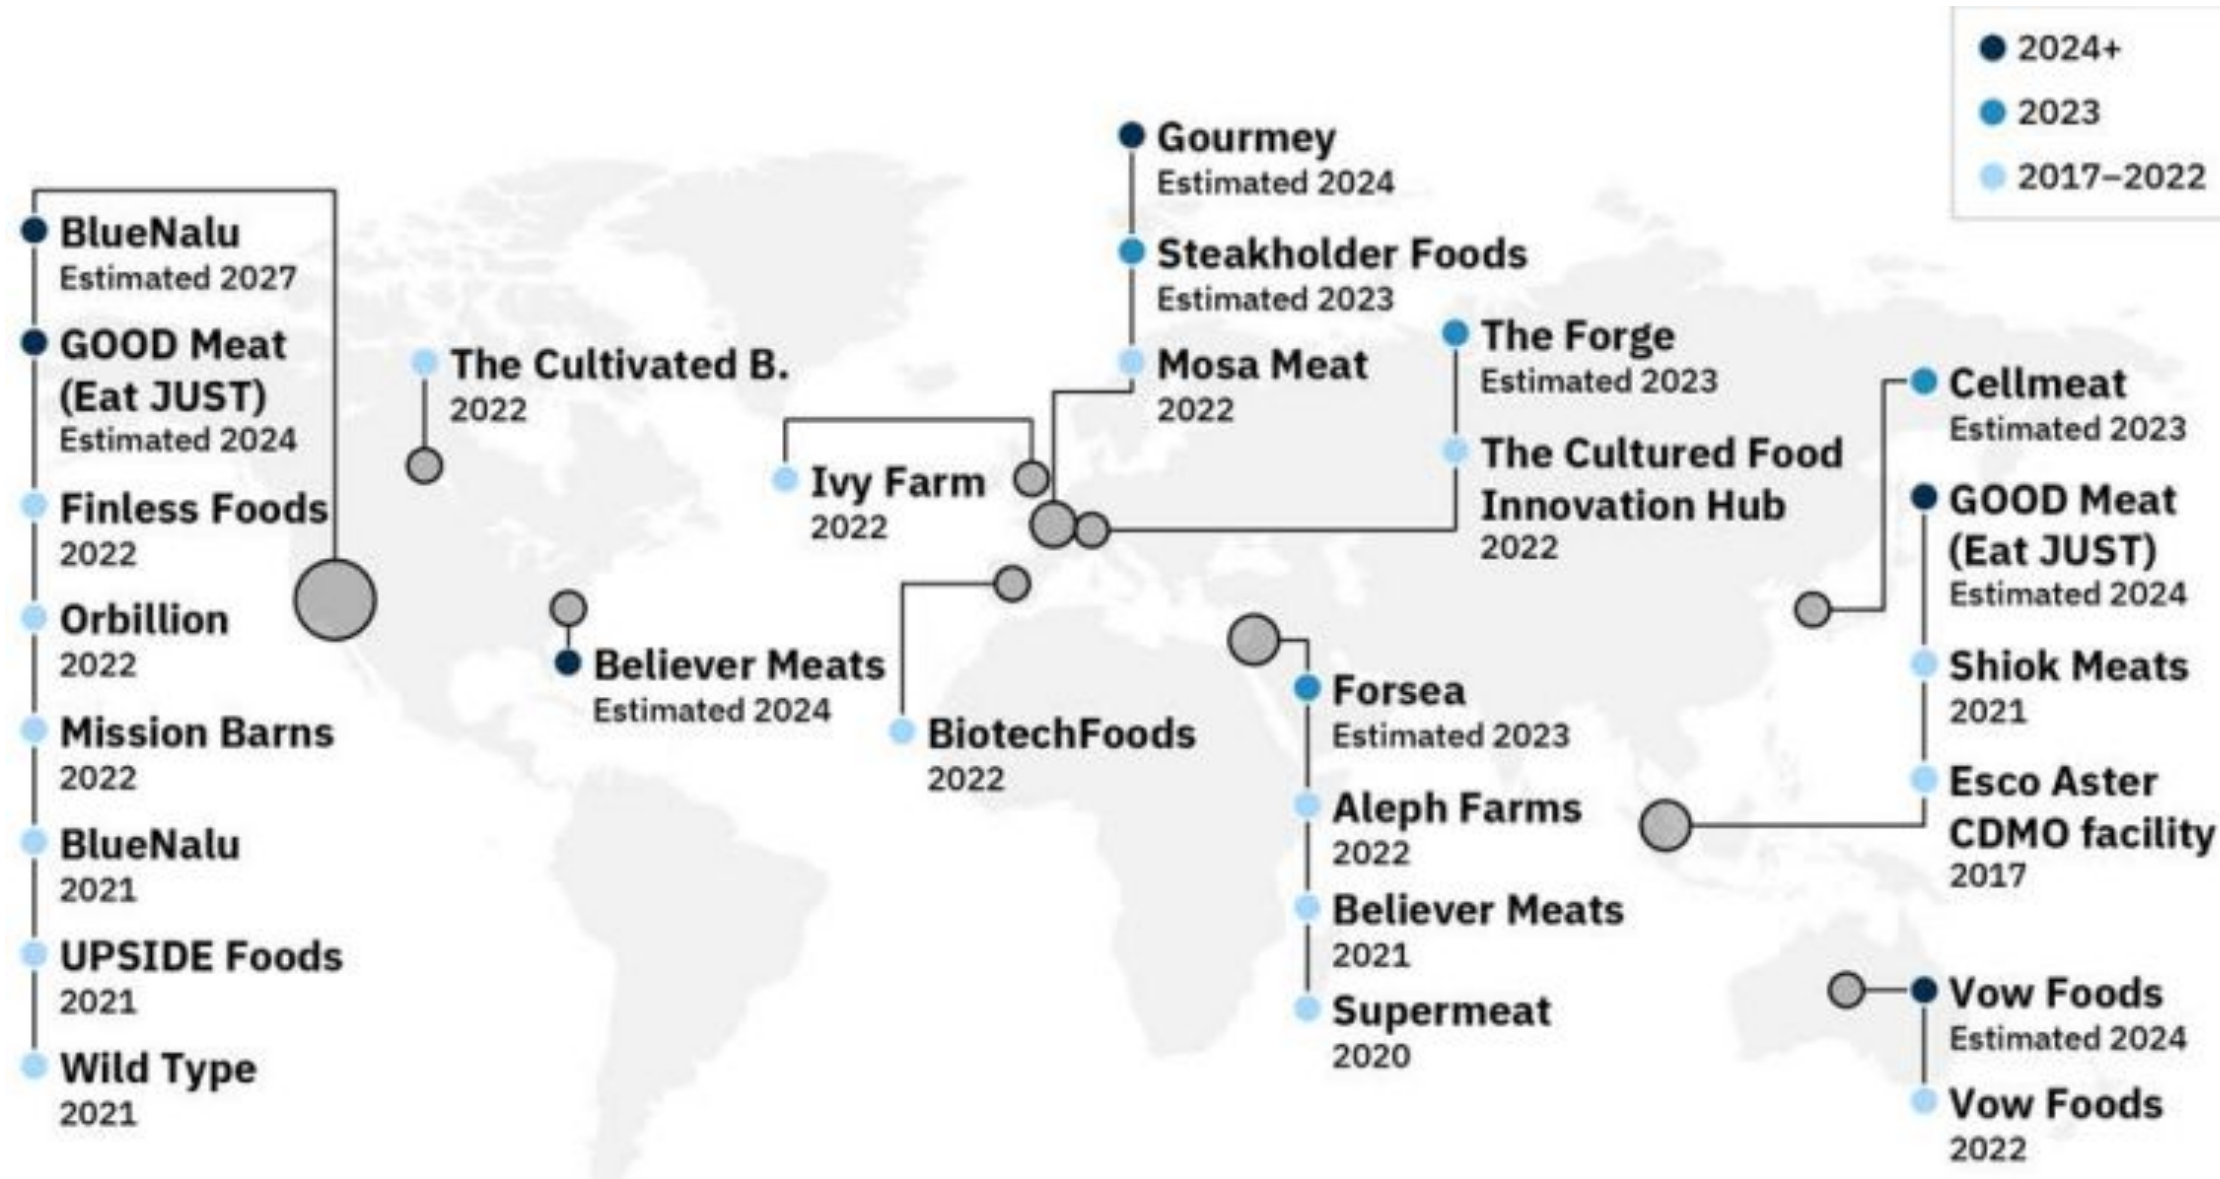 2024+
2023
2017–2022
BlueNalu
Estimated 2027
GOOD Meat
(Eat JUST)
Estimated 2024
Finless Foods
2022
Orbillion
2022
Mission Barns
2022
BlueNalu
2021
UPSIDE Foods
2021
Wild Type
2021
The Cultivated B.
2022
Believer Meats
Estimated 2024
Ivy Farm
2022
BiotechFoods
2022
Gourmey
Estimated 2024
Steakholder Foods
Estimated 2023
Mosa Meat
2022
The Forge
Estimated 2023
The Cultured Food
Innovation Hub
2022
Forsea
Estimated 2023
Aleph Farms
2022
Believer Meats
2021
Supermeat
2020
Cellmeat
Estimated 2023
GOOD Meat
(Eat JUST)
Estimated 2024
Shiok Meats
2021
Esco Aster
CDMO facility
2017
Vow Foods
Estimated 2024
Vow Foods
2022